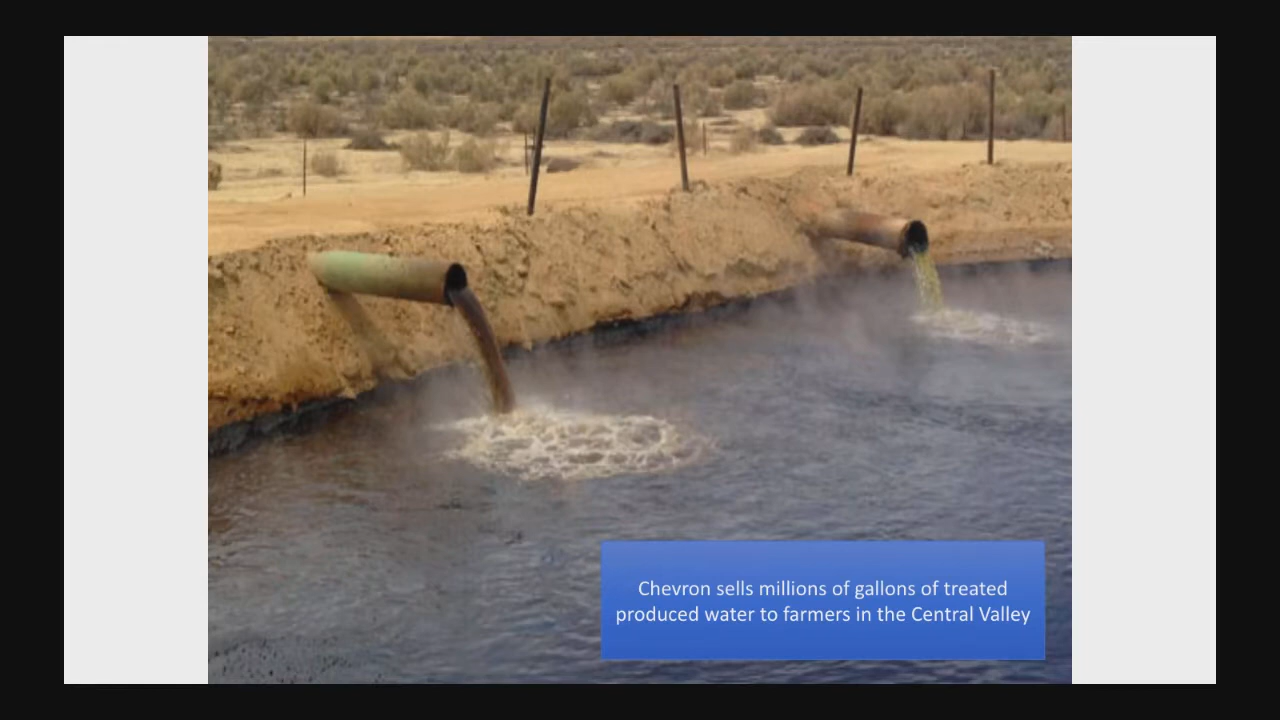 Chevron sells millions of gallons of treated
produced water to farmers in the Central Valley